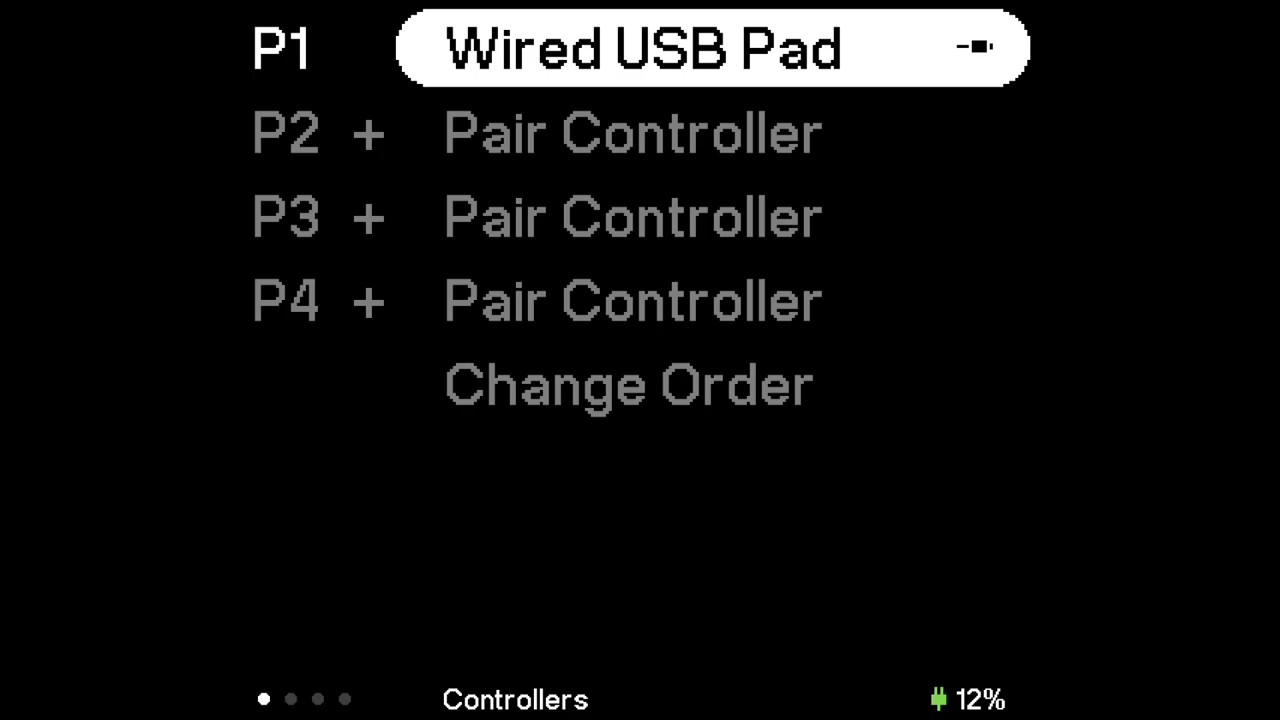 P1 Wired USB Pad
P2 + Pair Controller
P3 + Pair Controller
P4 + Pair Controller
Change Order
Controllers 12%